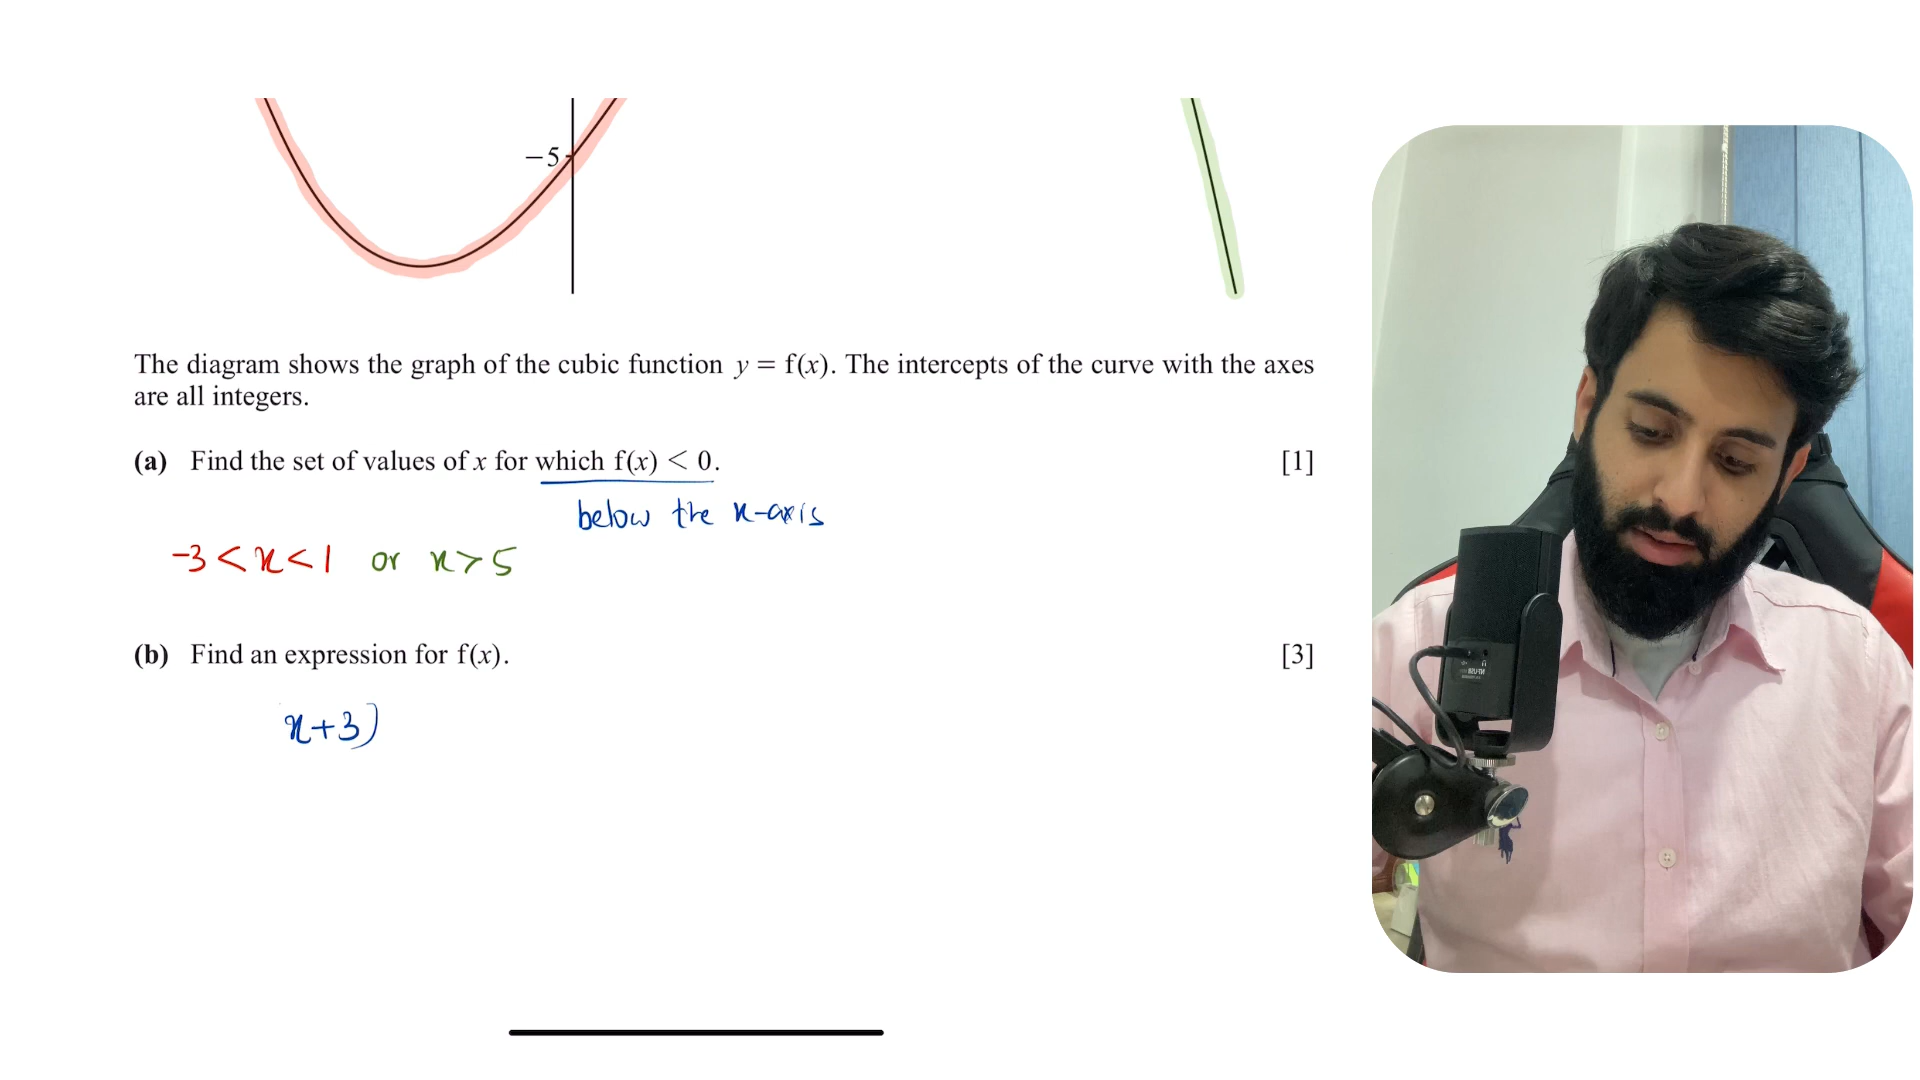 −5
The diagram shows the graph of the cubic function y = f(x). The intercepts of the curve with the axes
are all integers.
(a) Find the set of values of x for which f(x) < 0. [1]
below the x-axis
-3 < x < 1 or x > 5
(b) Find an expression for f(x). [3]
x+3)